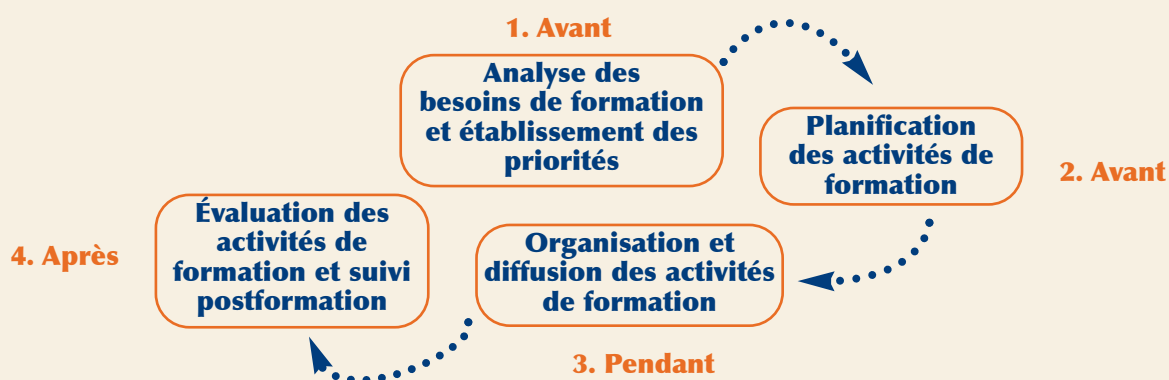 1. Avant
Analyse des
besoins de formation
et établissement des
priorités
Planification
des activités de
formation
2. Avant
Organisation et
diffusion des activités
de formation
3. Pendant
Évaluation des
activités de
formation et suivi
postformation
4. Après